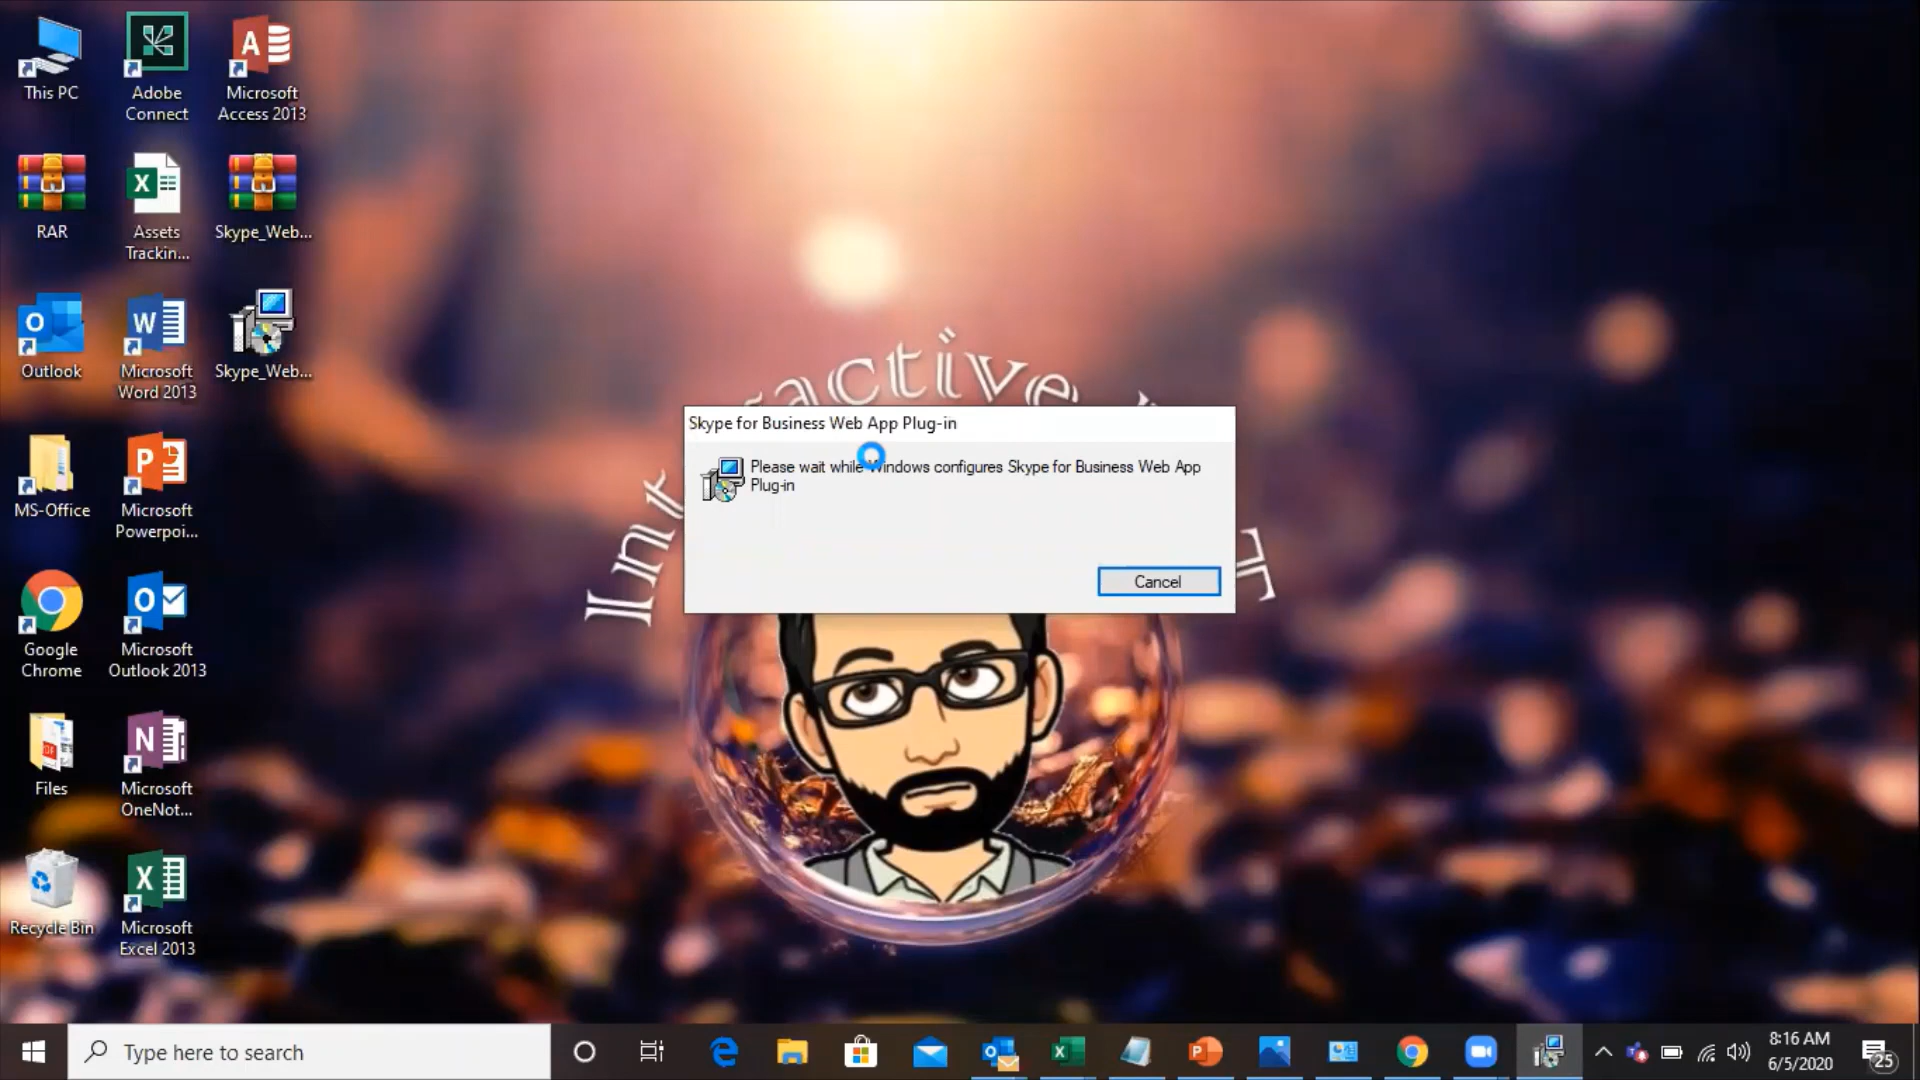 This PC
Adobe
Connect
Microsoft
Access 2013
RAR
Assets
Trackin...
Skype_Web...
Outlook
Microsoft
Word 2013
Skype_Web...
MS-Office
Microsoft
Powerpoi...
Google
Chrome
Microsoft
Outlook 2013
Files
Microsoft
OneNot...
Recycle Bin
Microsoft
Excel 2013
Skype for Business Web App Plug-in
Please wait while Windows configures Skype for Business Web App
Plug-in
Cancel
Type here to search
8:16 AM
6/5/2020
25